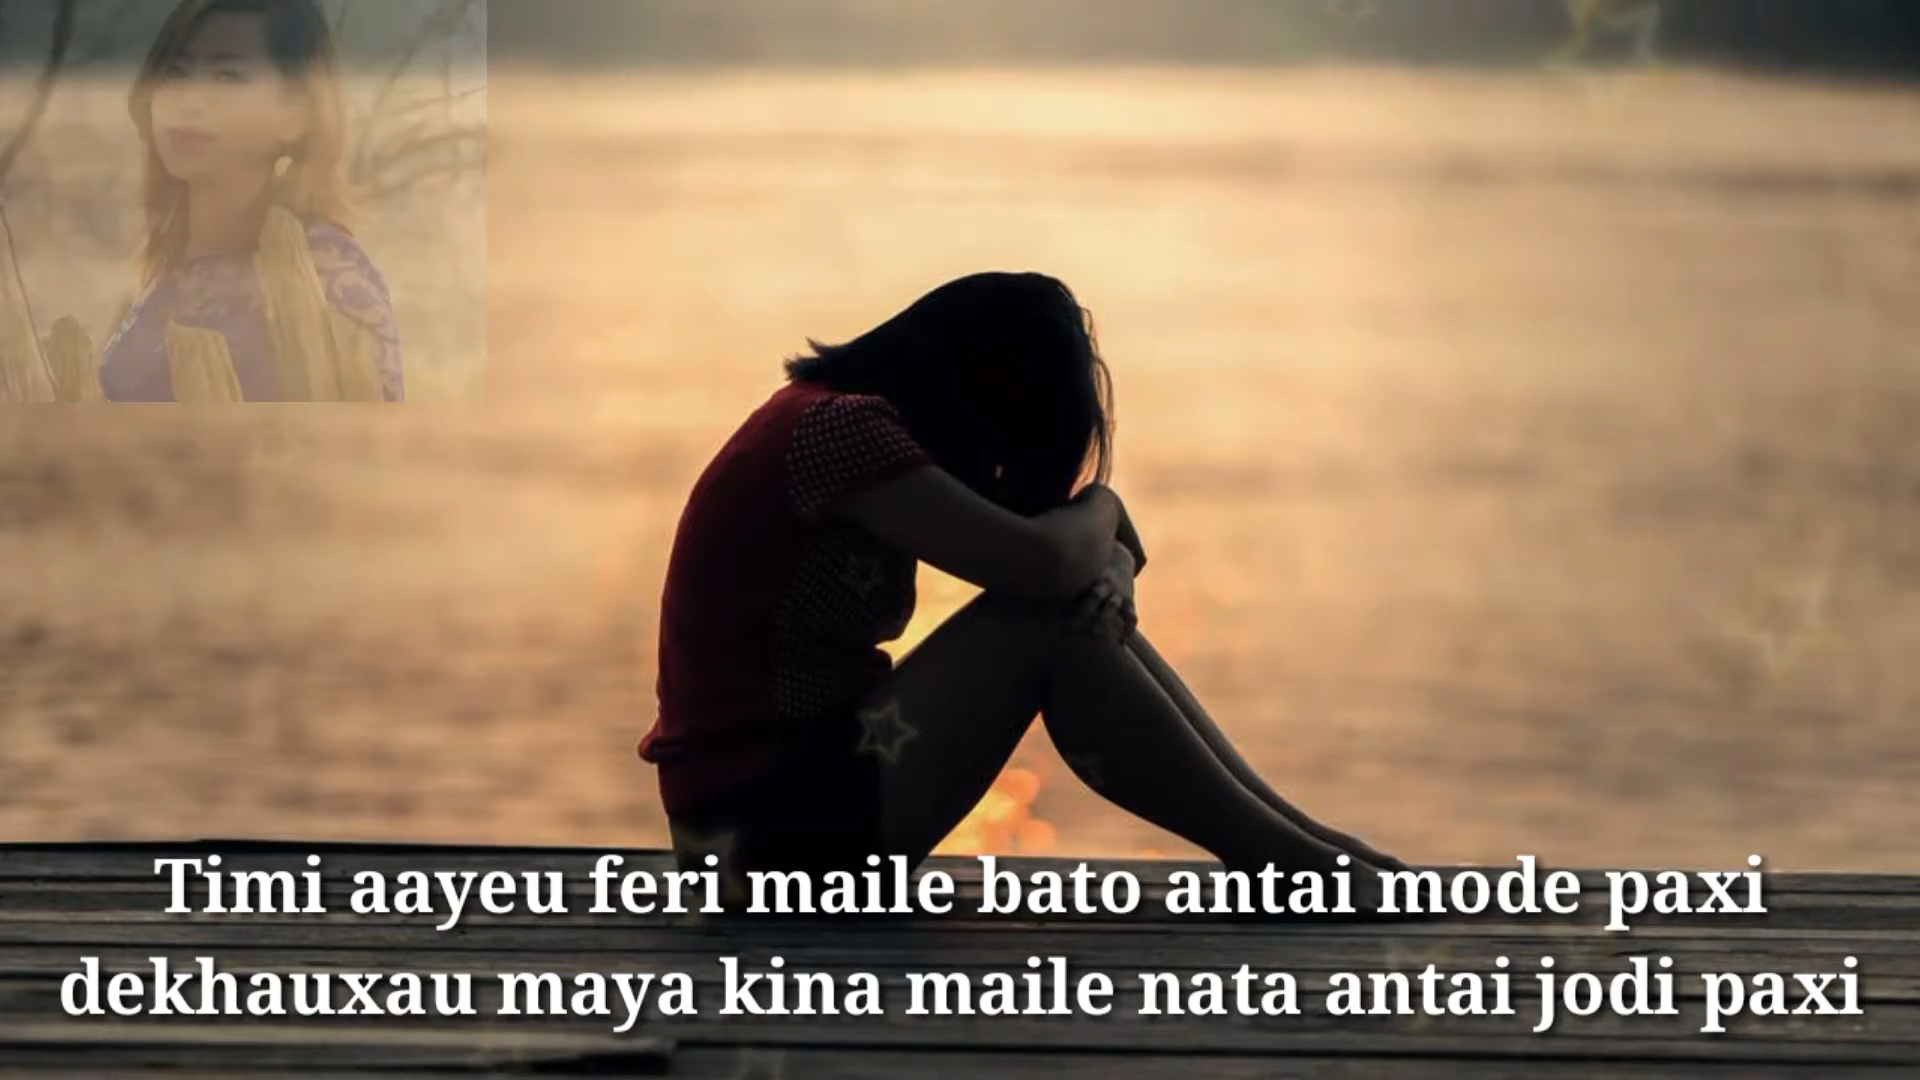 Timi aayeu feri maile bato antai mode paxi
dekhauxau maya kina maile nata antai jodi paxi